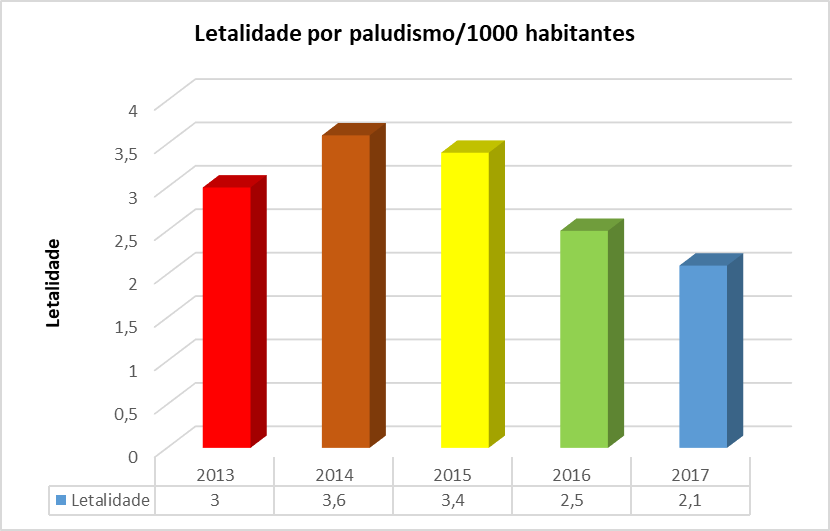 Letalidade por paludismo/1000 habitantes
4
3,5
3
2,5
2
1,5
1
0,5
0
Letalidade
2013 2014 2015 2016 2017
Letalidade 3 3,6 3,4 2,5 2,1